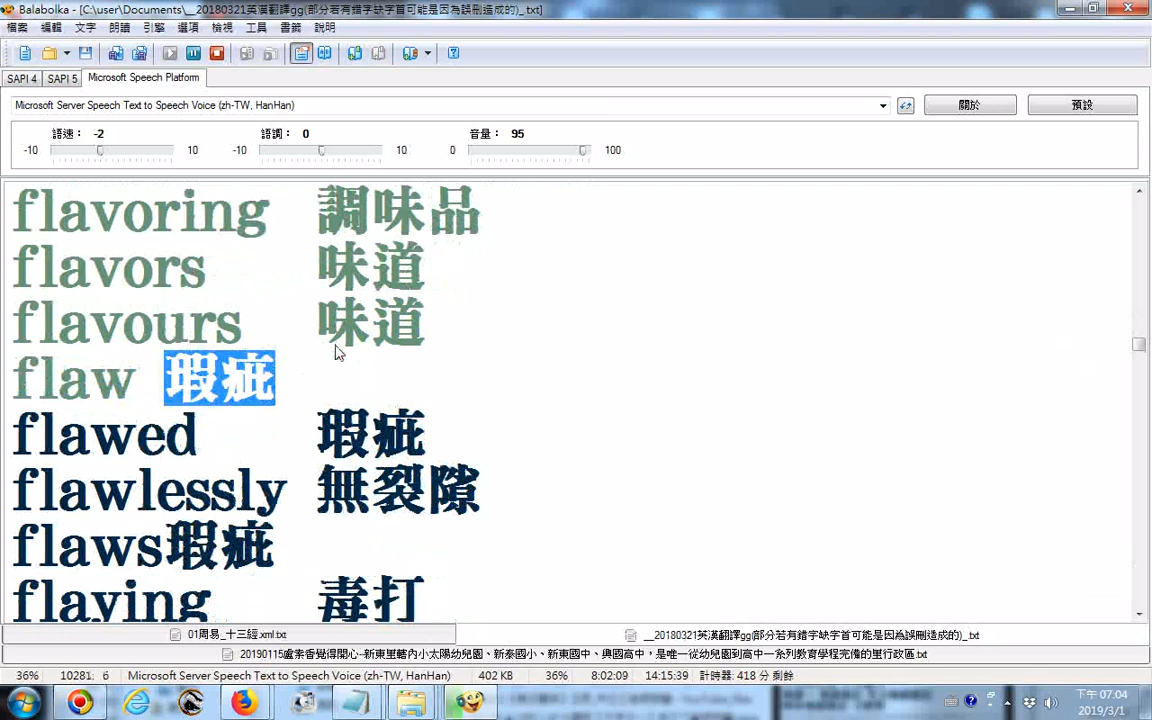 Balabolka - [C:\user\Documents\__20180321英漢翻譯gg(部分若有錯字缺字首可能是因為誤刪造成的)_.txt]
檔案 編輯 文字 朗讀 引擎 選項 檢視 工具 書籤 說明
SAPI 4 SAPI 5 Microsoft Speech Platform
Microsoft Server Speech Text to Speech Voice (zh-TW, HanHan) 關於 預設
語速： -2 語調： 0 音量： 95
-10 10 -10 10 0 100
flavoring 調味品
flavors 味道
flavours 味道
flaw 瑕疵
flawed 瑕疵
flawlessly 無裂隙
flaws瑕疵
flaying 毒打
01周易_十三經.xml.txt __20180321英漢翻譯gg(部分若有錯字缺字首可能是因為誤刪造成的)_.txt
20190115盧素香覺得開心-新東里轄內小太陽幼兒園、新泰國小、新東國中、興國高中，是唯一從幼兒園到高中一系列教育學程完備的里行政區.txt
36% 10281: 6 Microsoft Server Speech Text to Speech Voice (zh-TW, HanHan) 402 KB 36% 8:02:09 14:15:39 計時器: 418 分 剩餘
下午 07:04
2019/3/1